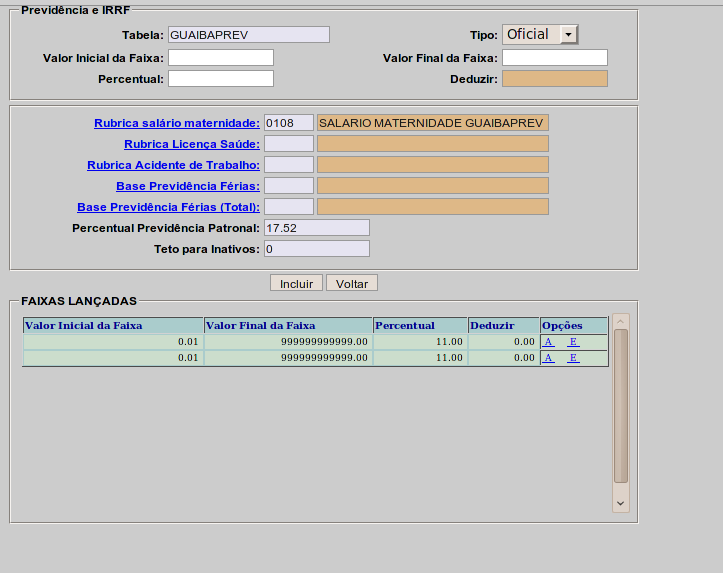 Previdência e IRRF
Tabela: GUAIBAPREV Tipo: Oficial
Valor Inicial da Faixa: Valor Final da Faixa:
Percentual: Deduzir:
Rubrica salário maternidade: 0108 SALARIO MATERNIDADE GUAIBAPREV
Rubrica Licença Saúde:
Rubrica Acidente de Trabalho:
Base Previdência Férias:
Base Previdência Férias (Total):
Percentual Previdência Patronal: 17.52
Teto para Inativos: 0
Incluir Voltar
FAIXAS LANÇADAS
Valor Inicial da Faixa Valor Final da Faixa Percentual Deduzir Opções
0.01 999999999999.00 11.00 0.00 A E
0.01 999999999999.00 11.00 0.00 A E